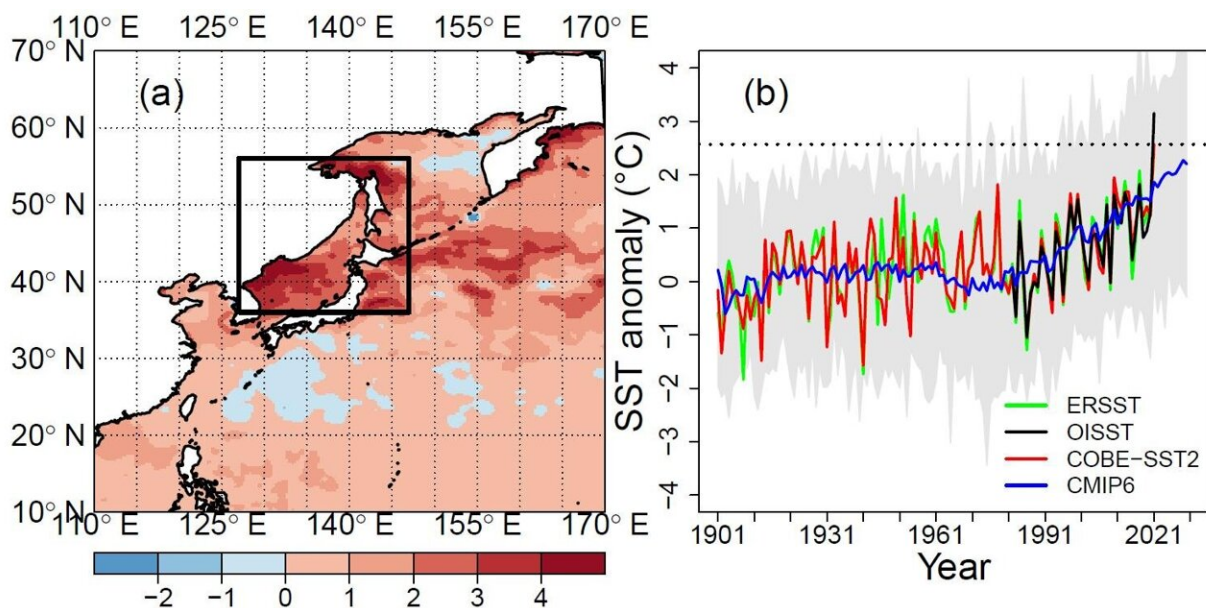 110° E 125° E 140° E 155° E 170° E
70° N
60° N
50° N
40° N
30° N
20° N
10° N
110° E 125° E 140° E 155° E 170° E
(a)
−2 −1 0 1 2 3 4
SST anomaly (°C)
4
3
2
1
0
−1
−2
−3
−4
(b)
ERSST
OISST
COBE−SST2
CMIP6
1901 1931 1961 1991 2021
Year